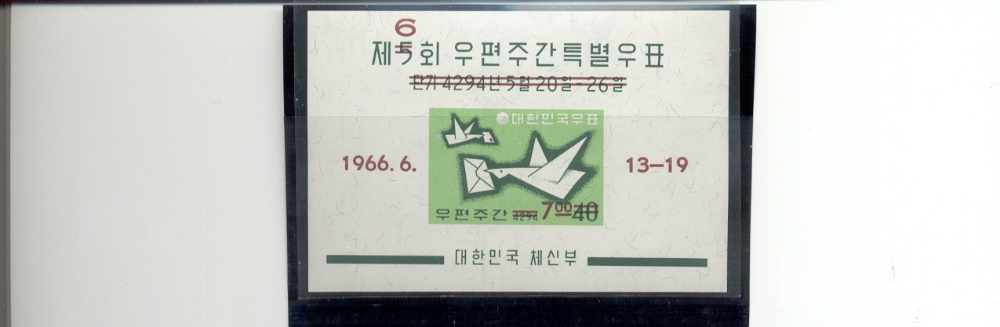 6
제5회 우편주간특별우표
단기 4294년 5월 20일-26일
대한민국우표
1966. 6. 13-19
우편주간 4294 7 00 40
대한민국 체신부